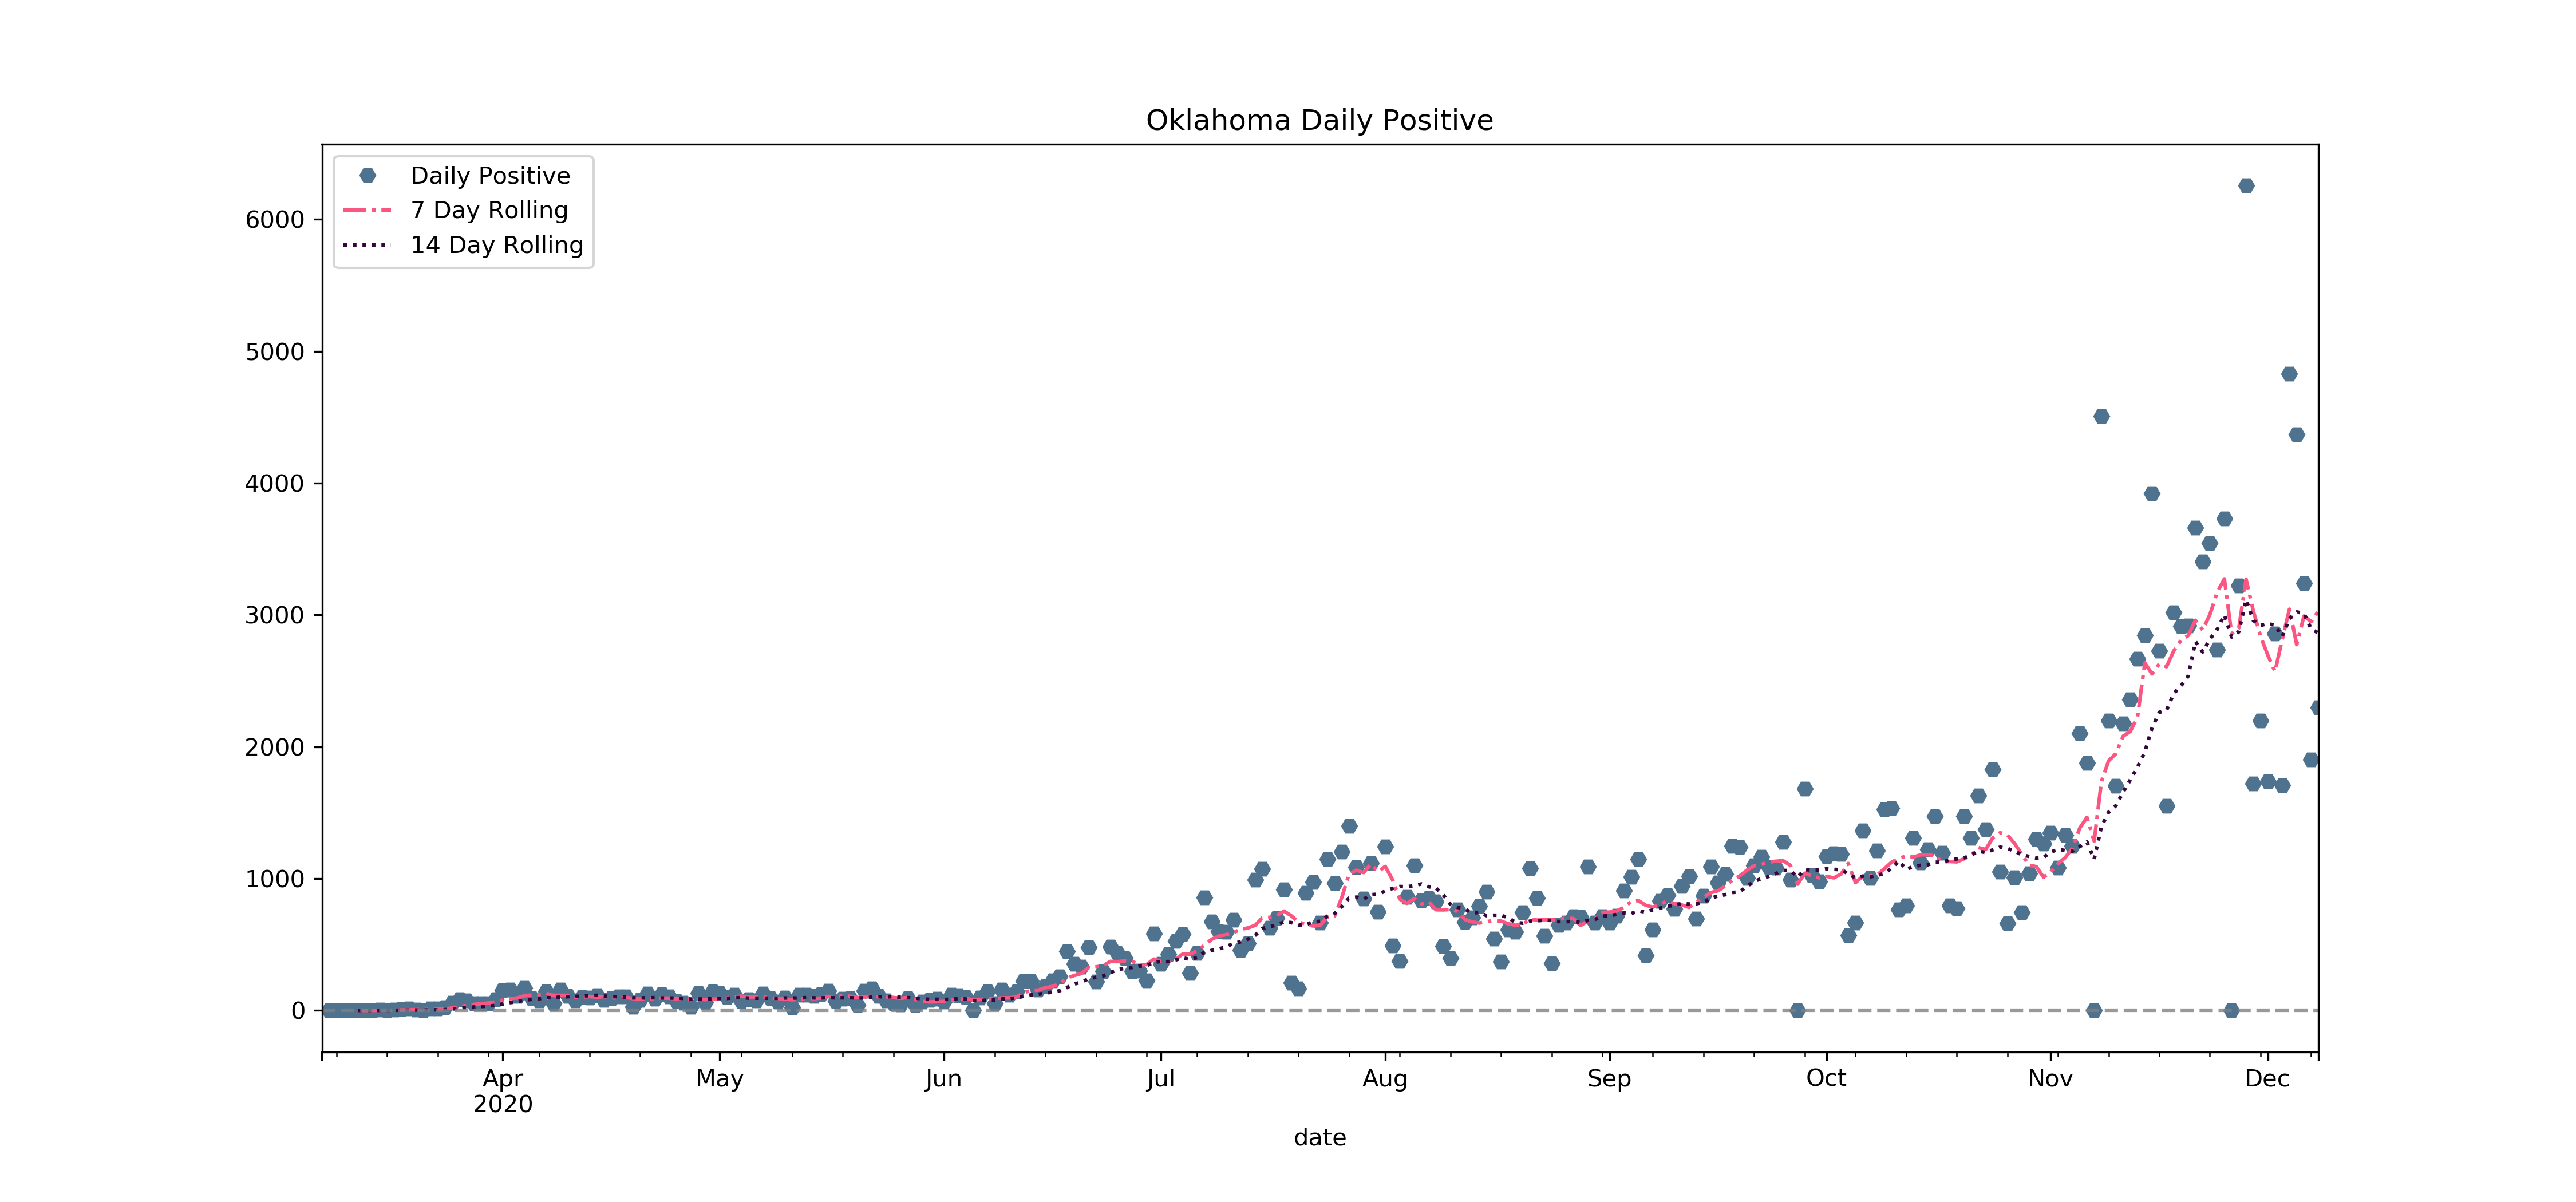 Oklahoma Daily Positive
Daily Positive
7 Day Rolling
14 Day Rolling
6000
5000
4000
3000
2000
1000
0
Apr May Jun Jul Aug Sep Oct Nov Dec
2020
date